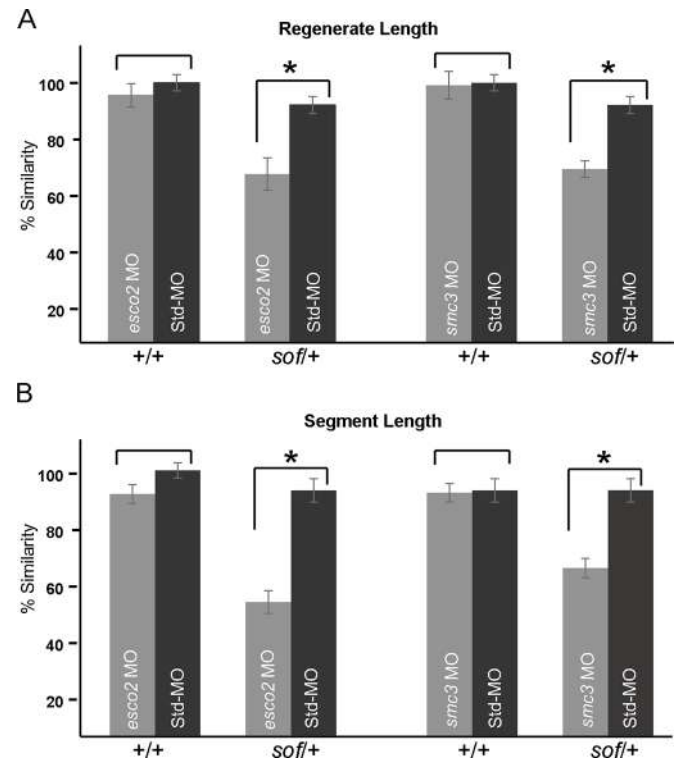 A
Regenerate Length
% Similarity
100
80
60
40
20
esco2 MO
Std-MO
esco2 MO
Std-MO
smc3 MO
Std-MO
smc3 MO
Std-MO
*
*
+/+
sof/+
+/+
sof/+
B
Segment Length
% Similarity
100
80
60
40
20
esco2 MO
Std-MO
esco2 MO
Std-MO
smc3 MO
Std-MO
smc3 MO
Std-MO
*
*
+/+
sof/+
+/+
sof/+